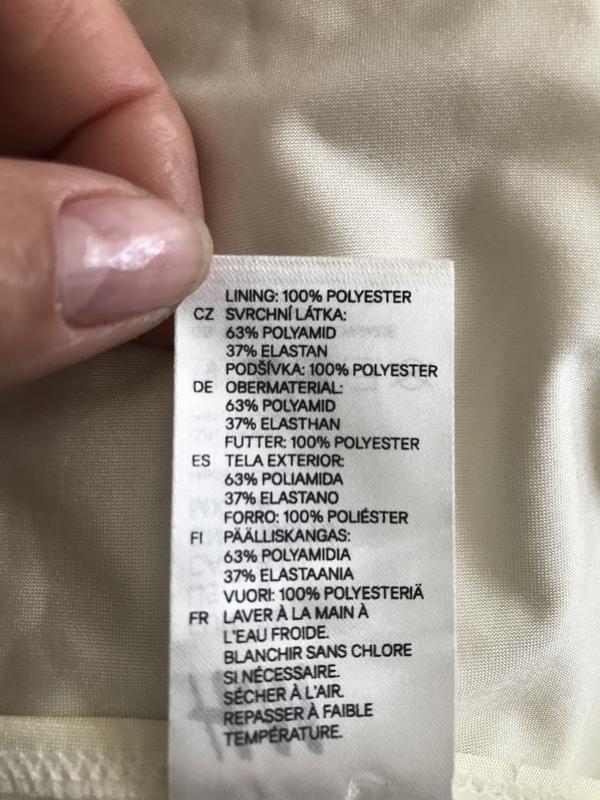 LINING: 100% POLYESTER
CZ SVRCHNÍ LÁTKA:
63% POLYAMID
37% ELASTAN
PODŠÍVKA: 100% POLYESTER
DE OBERMATERIAL:
63% POLYAMID
37% ELASTHAN
FUTTER: 100% POLYESTER
ES TELA EXTERIOR:
63% POLIAMIDA
37% ELASTANO
FORRO: 100% POLIÉSTER
FI PÄÄLLISKANGAS:
63% POLYAMIDIA
37% ELASTAANIA
VUORI: 100% POLYESTERIÄ
FR LAVER À LA MAIN À
L'EAU FROIDE.
BLANCHIR SANS CHLORE
SI NÉCESSAIRE.
SÉCHER À L'AIR.
REPASSER À FAIBLE
TEMPÉRATURE.